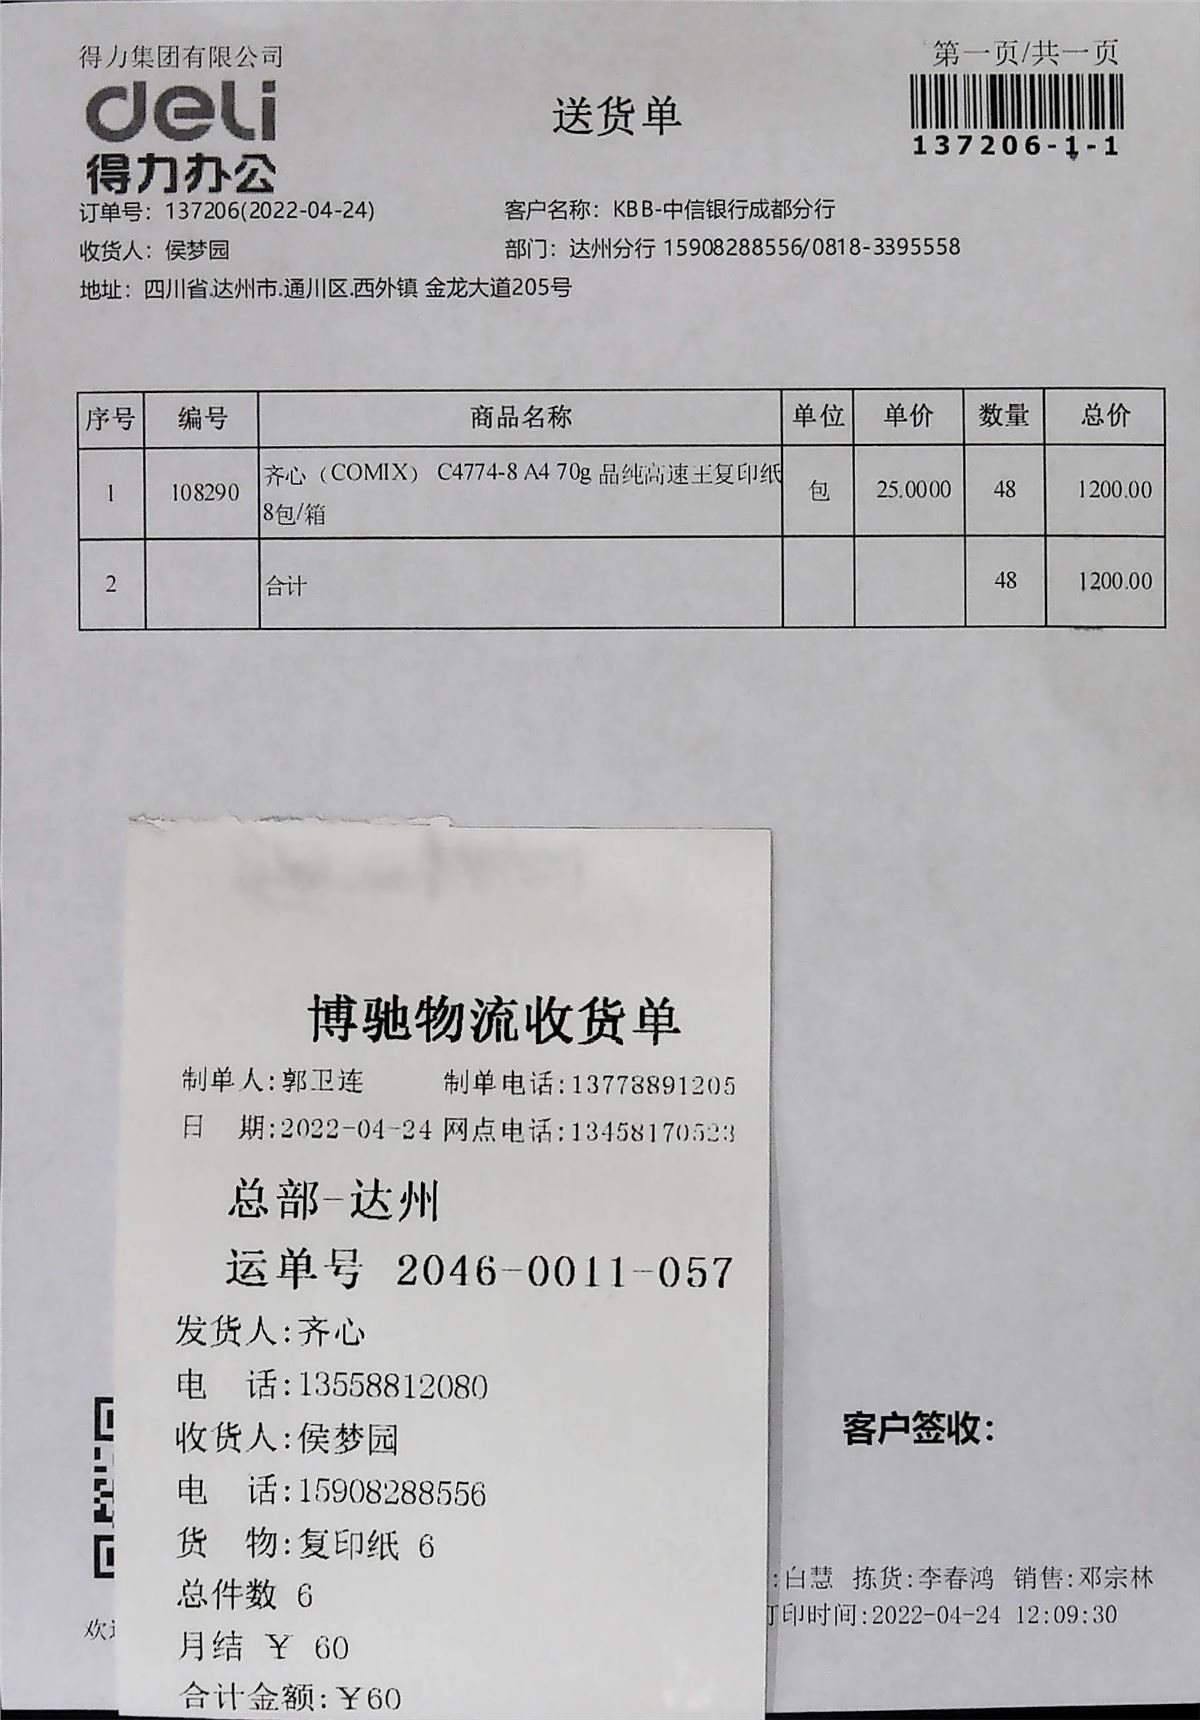 得力集团有限公司
第一页/共一页
deli
得力办公
送货单
137206-1-1
订单号：137206(2022-04-24)
客户名称：KBB-中信银行成都分行
收货人：侯梦园
部门：达州分行 15908288556/0818-3395558
地址：四川省.达州市.通川区.西外镇 金龙大道205号
序号 编号 商品名称 单位 单价 数量 总价
1 108290 齐心（COMIX） C4774-8 A4 70g 品纯高速王复印纸 包 25.0000 48 1200.00
8包/箱
2 合计 48 1200.00
博驰物流收货单
制单人:郭卫连 制单电话:13778891205
日 期:2022-04-24 网点电话:13458170523
总部-达州
运单号 2046-0011-057
发货人:齐心
电 话:13558812080
收货人:侯梦园
电 话:15908288556
货 物:复印纸 6
总件数 6
月结 ￥ 60
合计金额:￥60
客户签收：
:白慧 拣货:李春鸿 销售:邓宗林
印时间:2022-04-24 12:09:30
欢